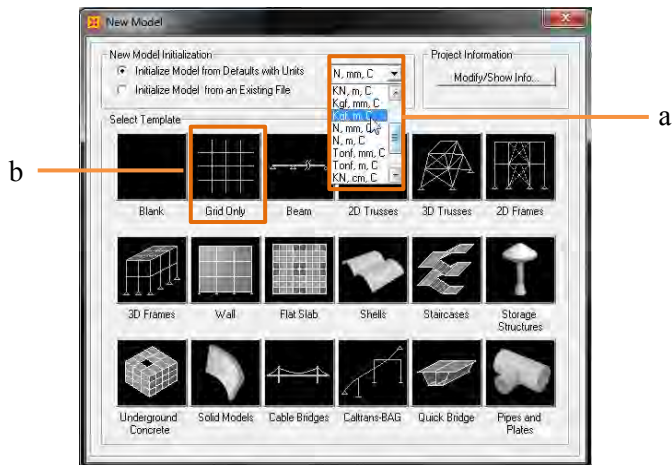 New Model
New Model Initialization
Initialize Model from Defaults with Units
Initialize Model from an Existing File
N, mm, C
KN, m, C
Kgf, mm, C
Kgf, m, C
N, mm, C
N, m, C
Tonf, mm, C
Tonf, m, C
KN, cm, C
Project Information
Modify/Show Info...
a
Select Template
b
Blank
Grid Only
Beam
2D Trusses
3D Trusses
2D Frames
3D Frames
Wall
Flat Slab
Shells
Staircases
Storage
Structures
Underground
Concrete
Solid Models
Cable Bridges
Caltrans-BAG
Quick Bridge
Pipes and
Plates